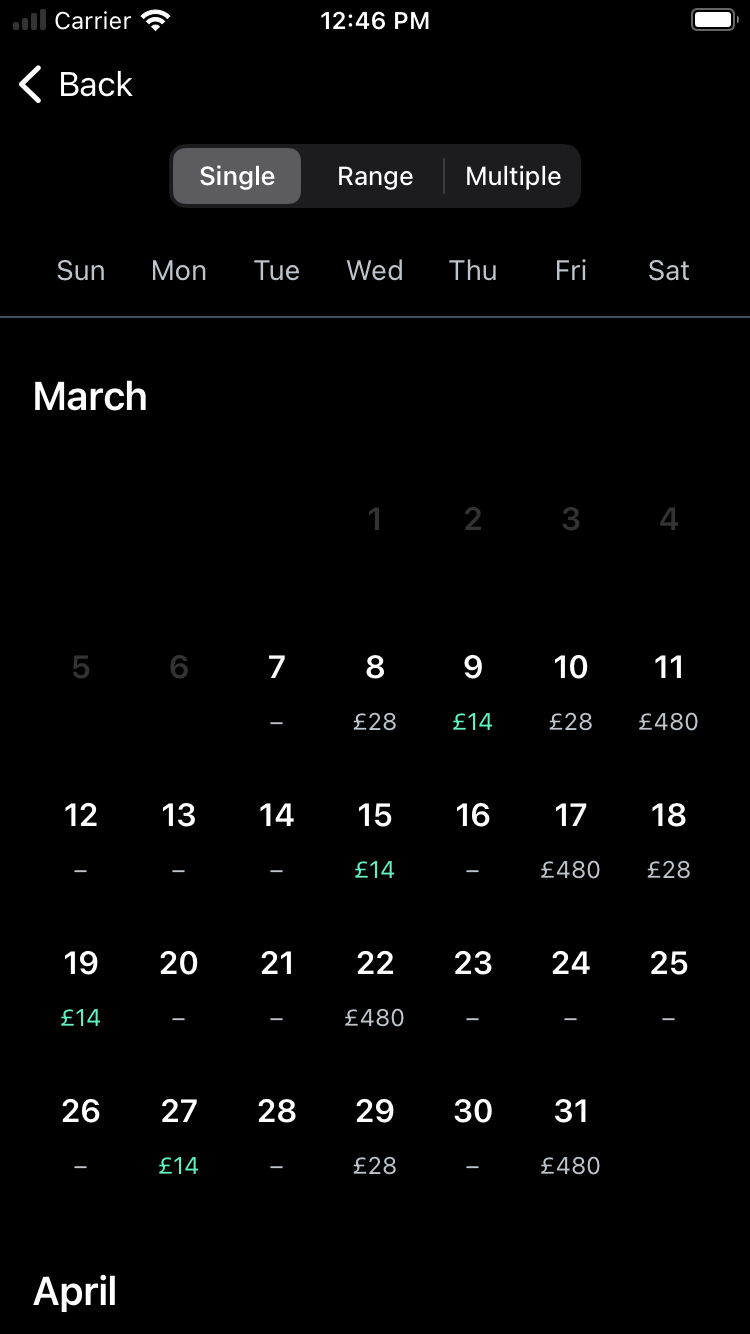 Carrier 12:46 PM
Back
Single Range Multiple
Sun Mon Tue Wed Thu Fri Sat
March
1 2 3 4
5 6 7 8 9 10 11
– £28 £14 £28 £480
12 13 14 15 16 17 18
– – – £14 – £480 £28
19 20 21 22 23 24 25
£14 – – £480 – – –
26 27 28 29 30 31
– £14 – £28 – £480
April